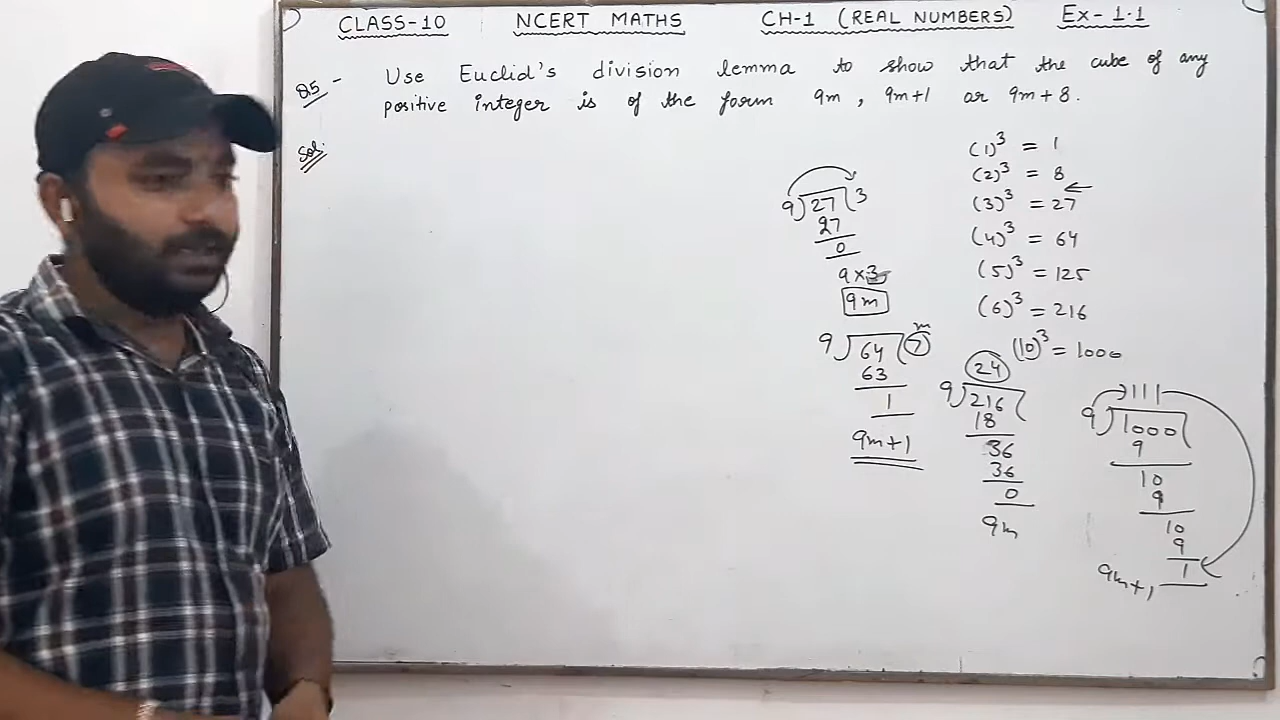 CLASS-10 NCERT MATHS CH-1 (REAL NUMBERS) Ex-1.1
Q5- Use Euclid's division lemma to show that the cube of any
positive integer is of the form 9m, 9m+1 or 9m+8.
Sol:
(1)³ = 1
(2)³ = 8
(3)³ = 27
(4)³ = 64
(5)³ = 125
(6)³ = 216
(10)³ = 1000
9)27(3
27
0
9×3
9m
m
9)64(7
63
1
9m+1
24
9)216(
18
36
36
0
9m
111
9)1000(
9
10
9
10
9
1
9m+1